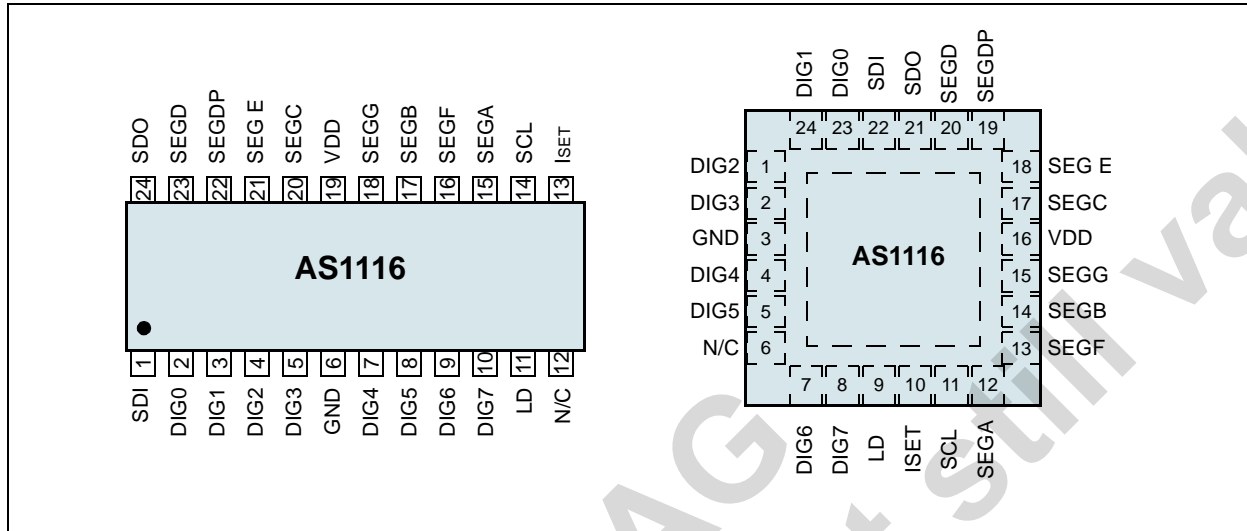 SDO SEGD SEGDP SEG E SEGC VDD SEGG SEGB SEGF SEGA SCL ISET
24 23 22 21 20 19 18 17 16 15 14 13
AS1116
1 2 3 4 5 6 7 8 9 10 11 12
SDI DIG0 DIG1 DIG2 DIG3 GND DIG4 DIG5 DIG6 DIG7 LD N/C
DIG1 DIG0 SDI SDO SEGD SEGDP
24 23 22 21 20 19
DIG2 1 18 SEG E
DIG3 2 17 SEGC
GND 3 16 VDD
AS1116
DIG4 4 15 SEGG
DIG5 5 14 SEGB
N/C 6 13 SEGF
7 8 9 10 11 12
DIG6 DIG7 LD ISET SCL SEGA
AG
still val